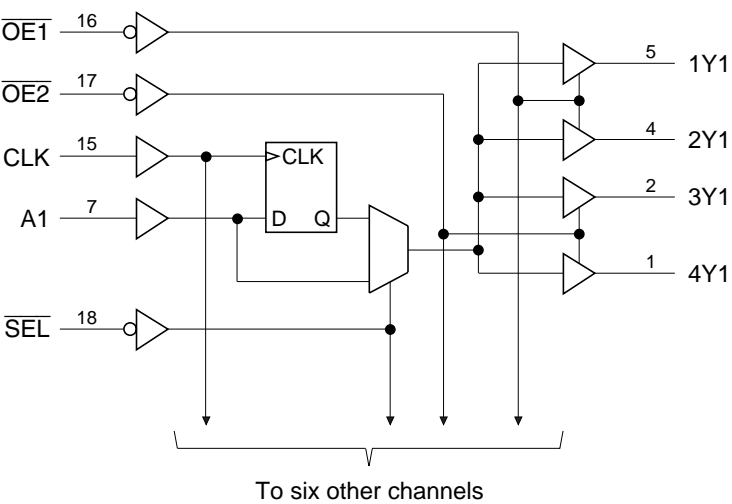 OE1 16
OE2 17
CLK 15
A1 7
SEL 18
CLK
D Q
5 1Y1
4 2Y1
2 3Y1
1 4Y1
To six other channels